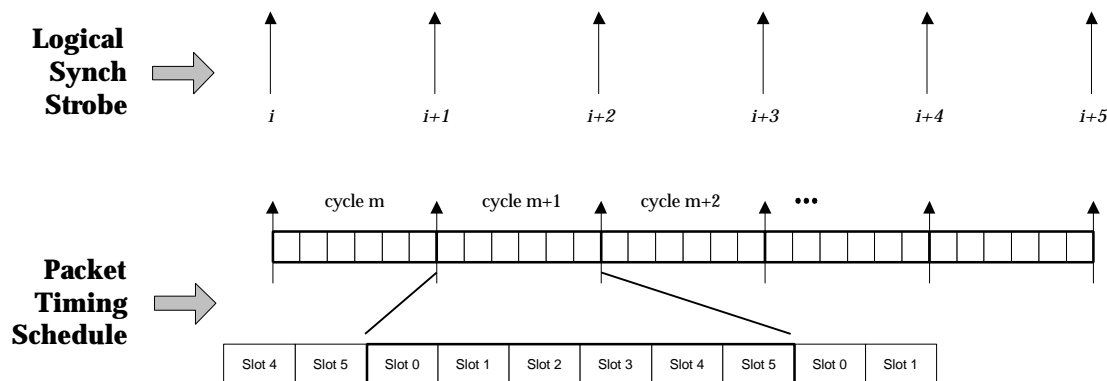 Logical
Synch
Strobe
i
i+1
i+2
i+3
i+4
i+5
cycle m
cycle m+1
cycle m+2
•••
Packet
Timing
Schedule
Slot 4
Slot 5
Slot 0
Slot 1
Slot 2
Slot 3
Slot 4
Slot 5
Slot 0
Slot 1